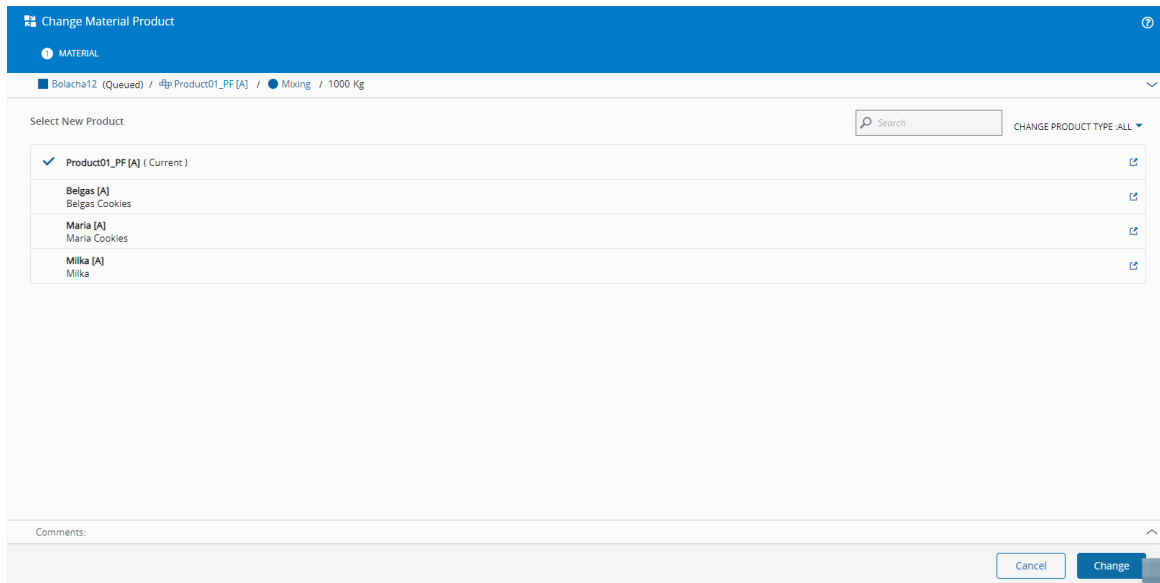 Change Material Product
1 MATERIAL
Bolacha12 (Queued) / Product01_PF [A] / Mixing / 1000 Kg
Select New Product
Search
CHANGE PRODUCT TYPE :ALL
Product01_PF [A] ( Current )
Belgas [A]
Belgas Cookies
Maria [A]
Maria Cookies
Milka [A]
Milka
Comments:
Cancel
Change